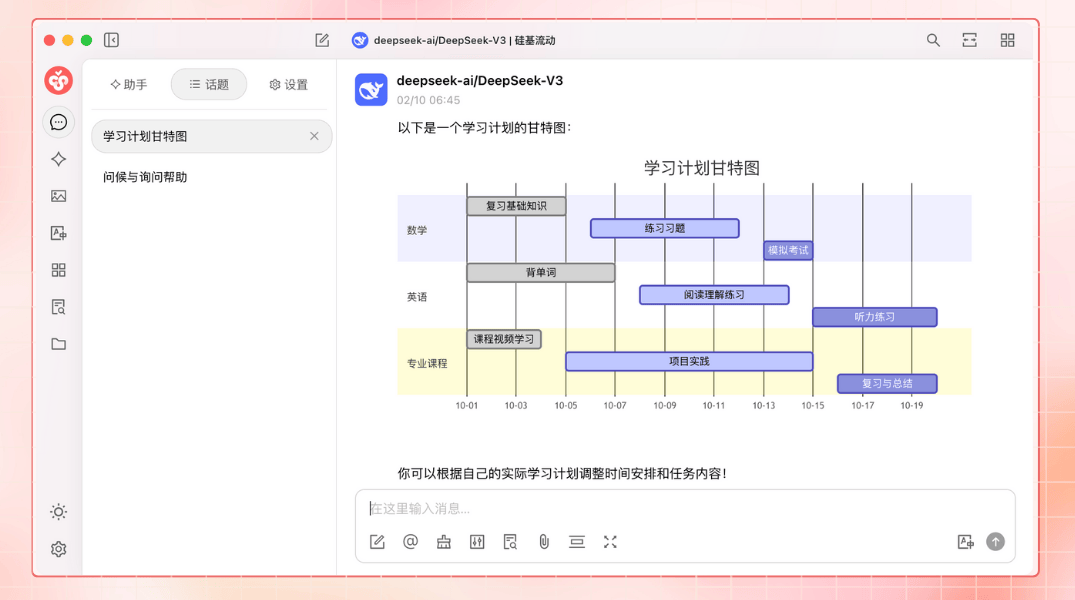 deepseek-ai/DeepSeek-V3 | 硅基流动
助手
话题
设置
学习计划甘特图
问候与询问帮助
deepseek-ai/DeepSeek-V3
02/10 06:45
以下是一个学习计划的甘特图：
学习计划甘特图
数学
复习基础知识
练习习题
模拟考试
英语
背单词
阅读理解练习
听力练习
专业课程
课程视频学习
项目实践
复习与总结
10-01 10-03 10-05 10-07 10-09 10-11 10-13 10-15 10-17 10-19
你可以根据自己的实际学习计划调整时间安排和任务内容！
在这里输入消息...